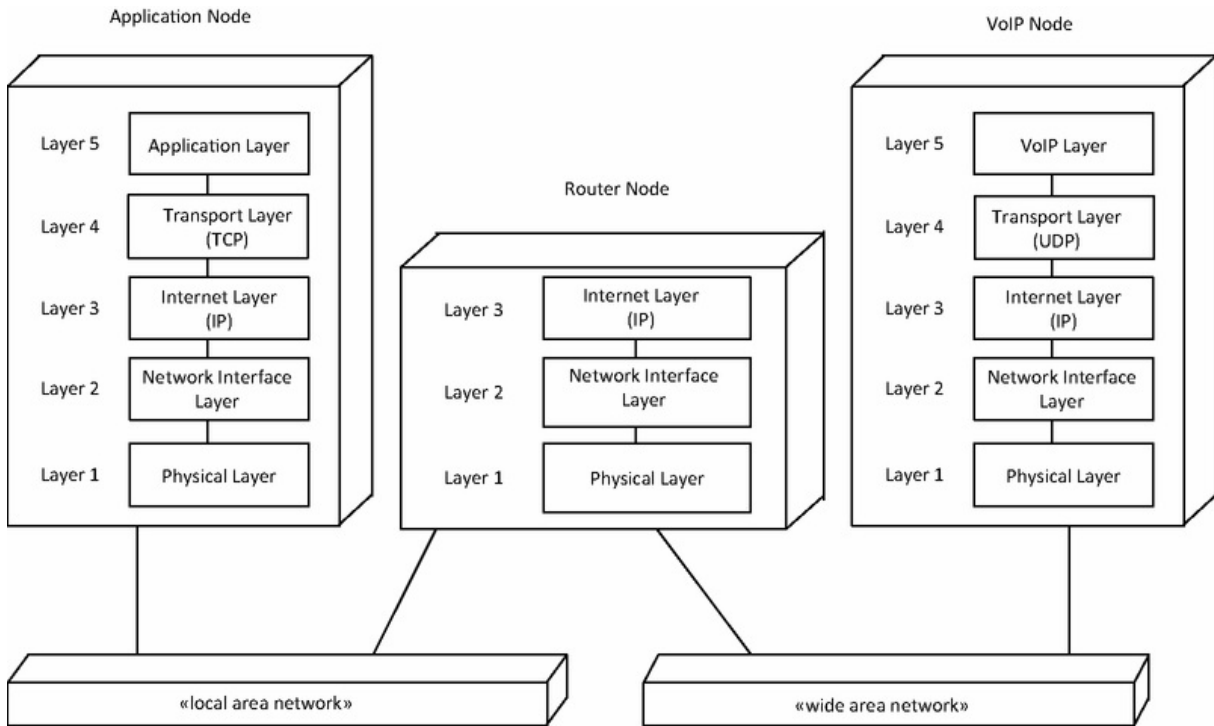 Application Node
Layer 5
Application Layer
Layer 4
Transport Layer
(TCP)
Layer 3
Internet Layer
(IP)
Layer 2
Network Interface
Layer
Layer 1
Physical Layer
Router Node
Layer 3
Internet Layer
(IP)
Layer 2
Network Interface
Layer
Layer 1
Physical Layer
VoIP Node
Layer 5
VoIP Layer
Layer 4
Transport Layer
(UDP)
Layer 3
Internet Layer
(IP)
Layer 2
Network Interface
Layer
Layer 1
Physical Layer
«local area network»
«wide area network»